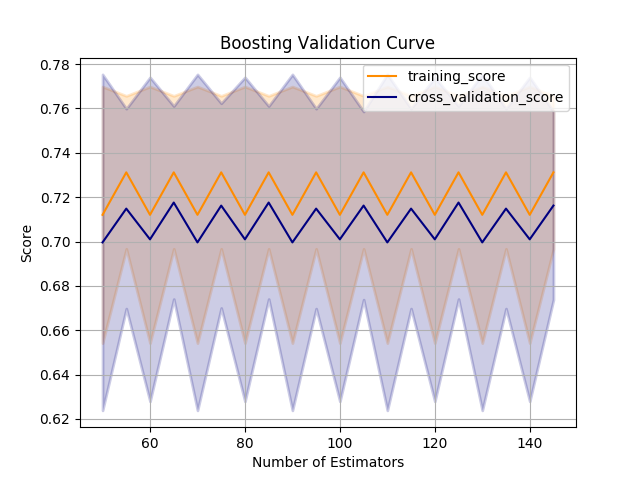 Boosting Validation Curve
0.78
0.76
0.74
0.72
0.70
0.68
0.66
0.64
0.62
Score
training_score
cross_validation_score
60 80 100 120 140
Number of Estimators